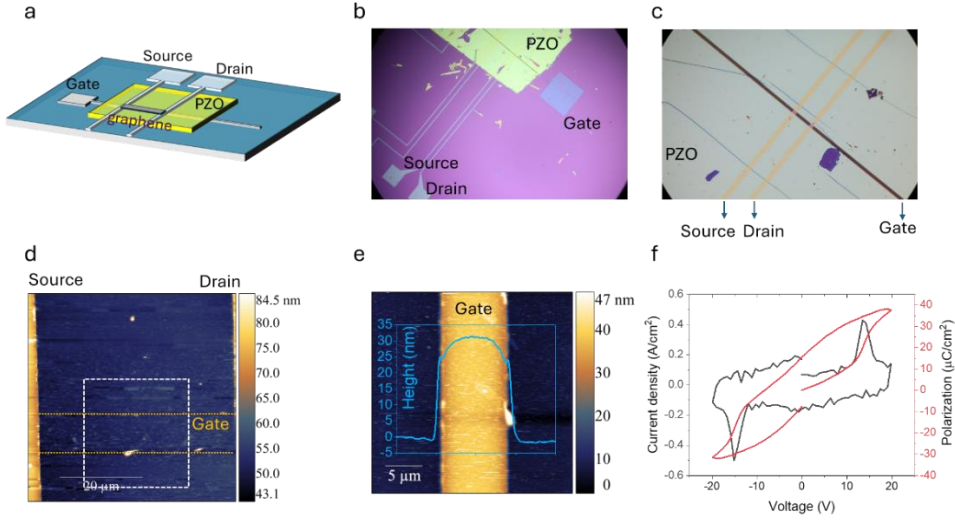 a
Source
Drain
Gate
PZO
graphene
b
PZO
Gate
Source
Drain
c
PZO
Source Drain
Gate
d
Source
Drain
Gate
20 μm
84.5 nm
80.0
75.0
70.0
65.0
60.0
55.0
50.0
43.1
e
Gate
Height (nm)
35
30
25
20
15
10
5
0
-5
5 μm
47 nm
40
30
20
10
0
f
Current density (A/cm²)
0.6
0.4
0.2
0.0
-0.2
-0.4
-0.6
-20
-10
0
10
20
Voltage (V)
40
30
20
10
0
-10
-20
-30
-40
Polarization (μC/cm²)